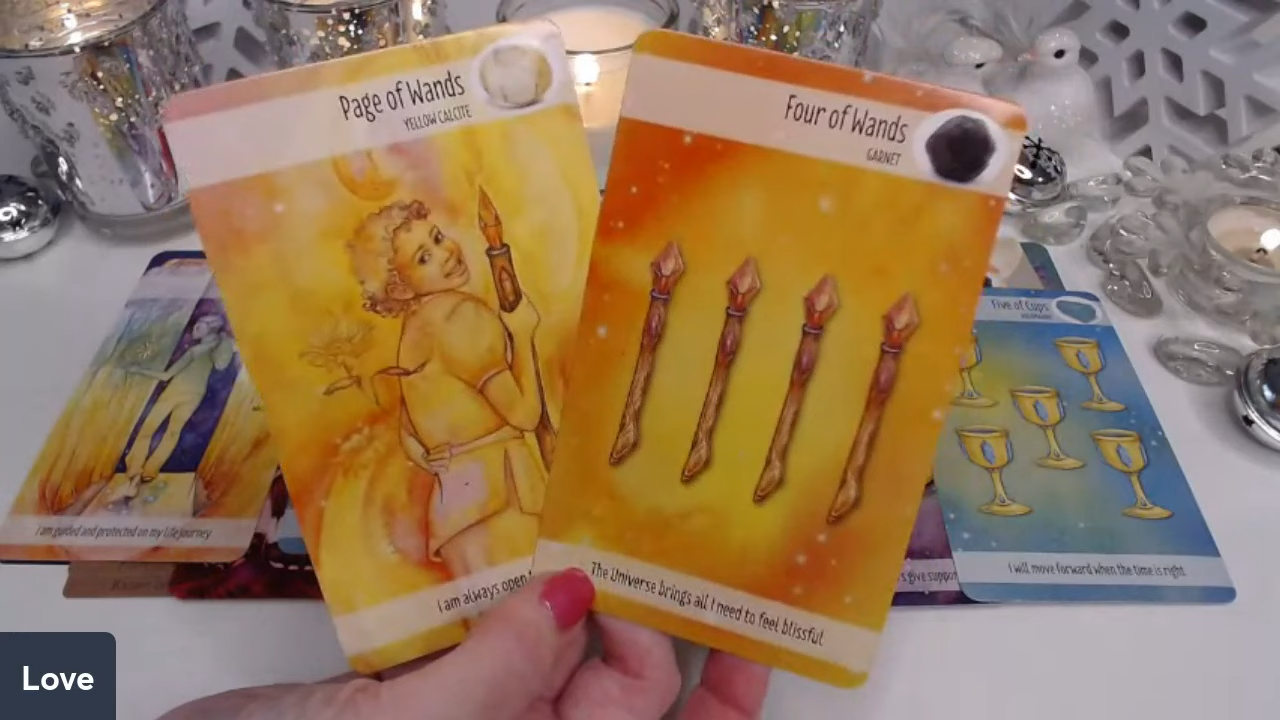 Page of Wands
YELLOW CALCITE
Four of Wands
GARNET
Five of Cups
I am guided and protected on my life journey
I am always open
The Universe brings all I need to feel blissful
give support
I will move forward when the time is right
Love